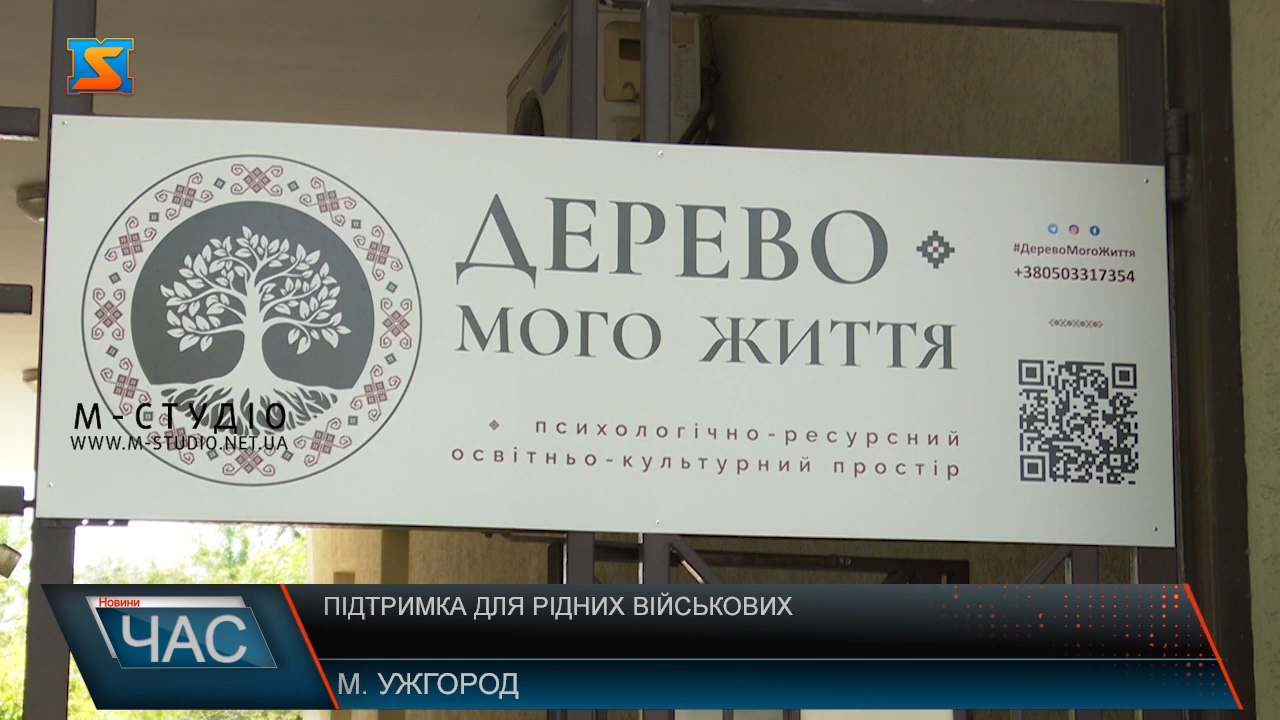 ДЕРЕВО
МОГО ЖИТТЯ
психологічно-ресурсний
освітньо-культурний простір
#ДеревоМогоЖиття
+380503317354
М-СТУДІО
WWW.M-STUDIO.NET.UA
Новини
ЧАС
ПІДТРИМКА ДЛЯ РІДНИХ ВІЙСЬКОВИХ
М. УЖГОРОД